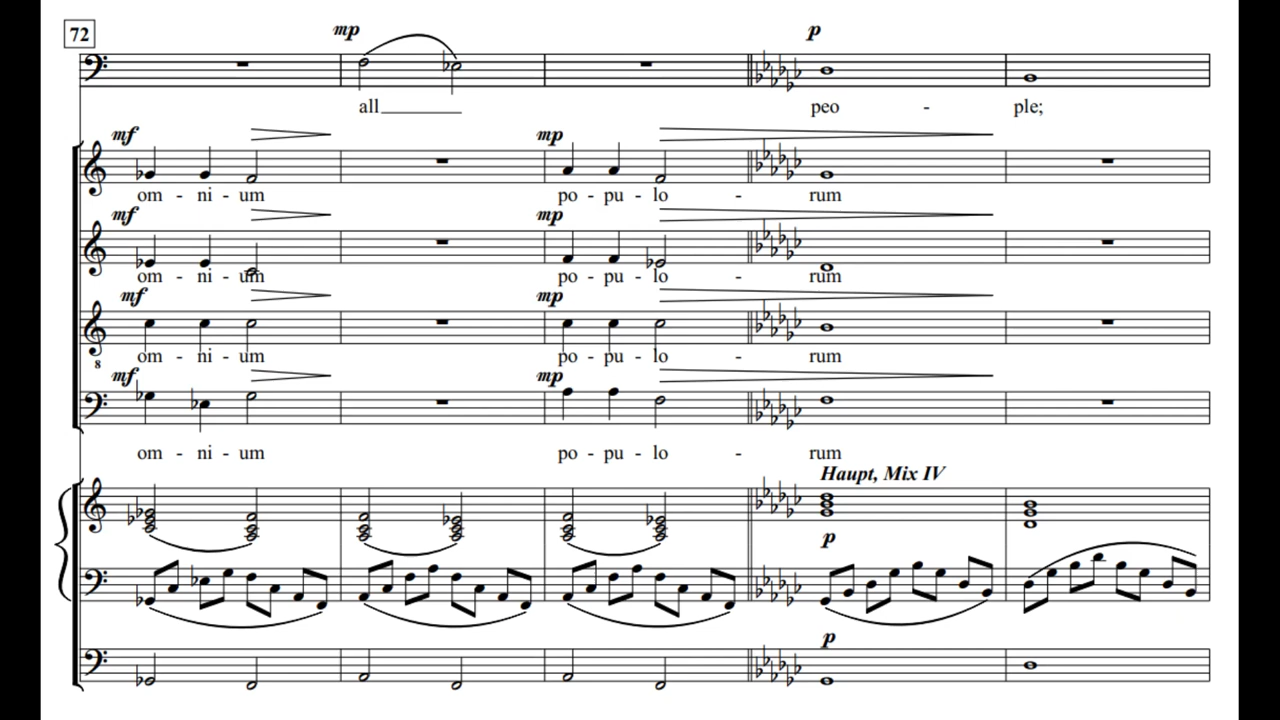 72
mp p
all peo - ple;
mf mp
om - ni - um po - pu - lo - rum
mf mp
om - ni - um po - pu - lo - rum
mf mp
8
om - ni - um po - pu - lo - rum
mf mp
om - ni - um po - pu - lo - rum
Haupt, Mix IV
p
p